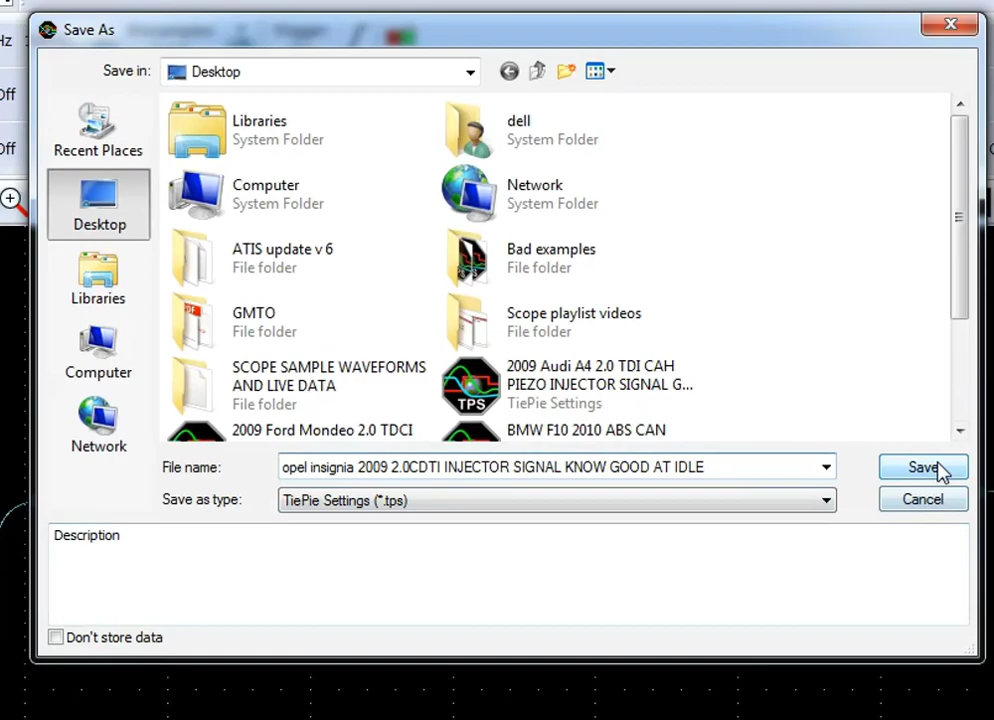 Save As
Hz
Save in:
Desktop
Off
Off
Recent Places
Desktop
Libraries
Computer
Network
Libraries
System Folder
dell
System Folder
Computer
System Folder
Network
System Folder
ATIS update v 6
File folder
Bad examples
File folder
GMTO
File folder
Scope playlist videos
File folder
SCOPE SAMPLE WAVEFORMS
AND LIVE DATA
File folder
TPS
2009 Audi A4 2.0 TDI CAH
PIEZO INJECTOR SIGNAL G...
TiePie Settings
2009 Ford Mondeo 2.0 TDCI
BMW F10 2010 ABS CAN
File name:
opel insignia 2009 2.0CDTI INJECTOR SIGNAL KNOW GOOD AT IDLE
Save
Save as type:
TiePie Settings (*.tps)
Cancel
Description
Don't store data